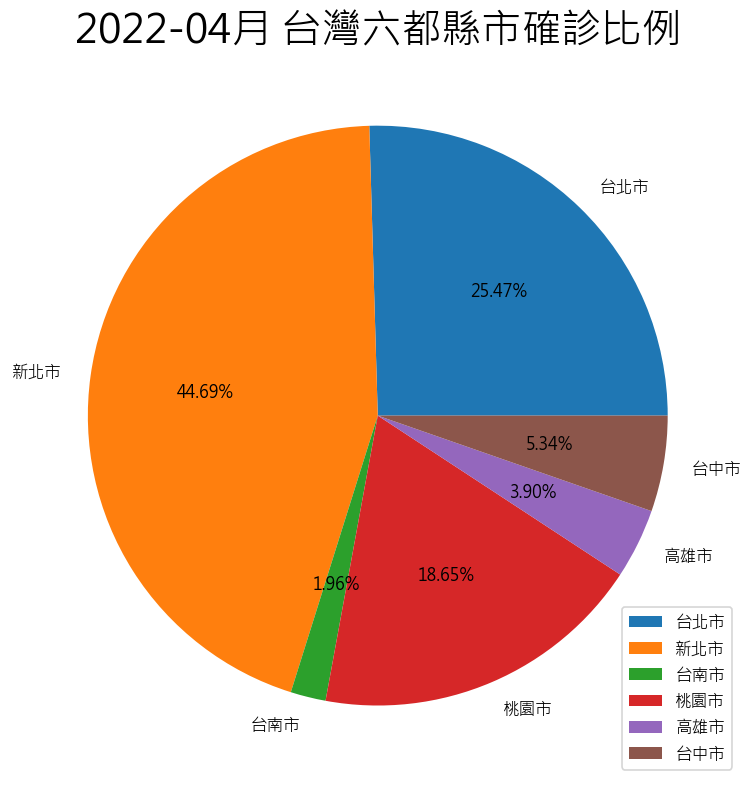 2022-04月 台灣六都縣市確診比例
台北市
25.47%
新北市
44.69%
5.34%
台中市
3.90%
高雄市
18.65%
1.96%
桃園市
台南市
台北市
新北市
台南市
桃園市
高雄市
台中市